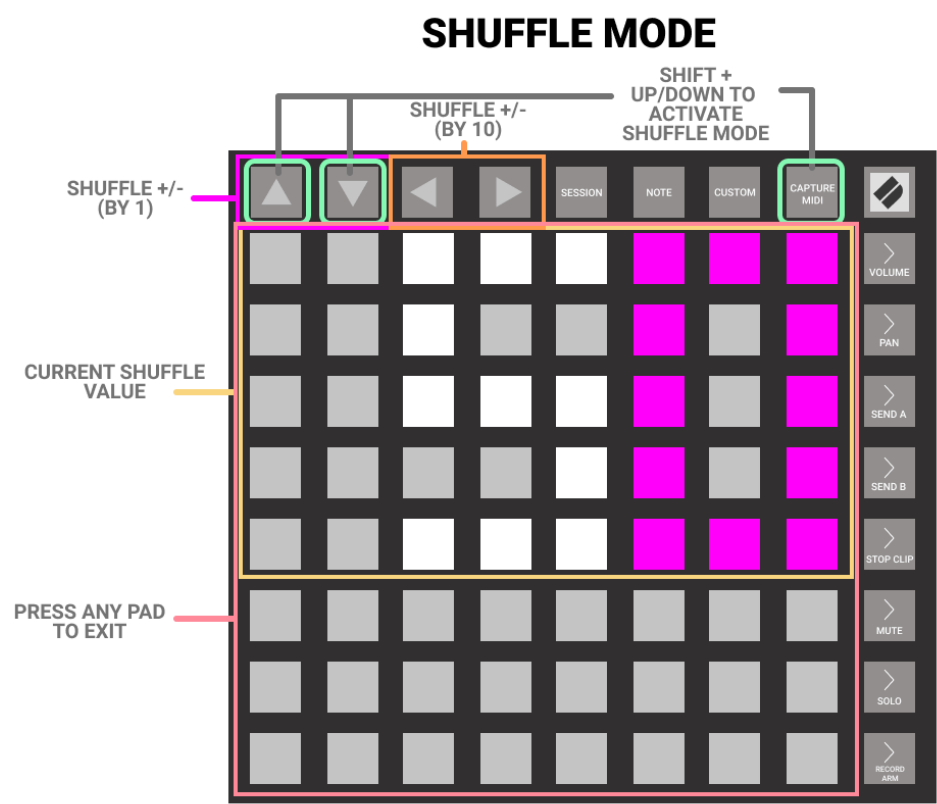 SHUFFLE MODE
SHIFT +
UP/DOWN TO
ACTIVATE
SHUFFLE MODE
SHUFFLE +/-
(BY 10)
SHUFFLE +/-
(BY 1)
SESSION
NOTE
CUSTOM
CAPTURE
MIDI
VOLUME
PAN
CURRENT SHUFFLE
VALUE
SEND A
SEND B
STOP CLIP
PRESS ANY PAD
TO EXIT
MUTE
SOLO
RECORD
ARM